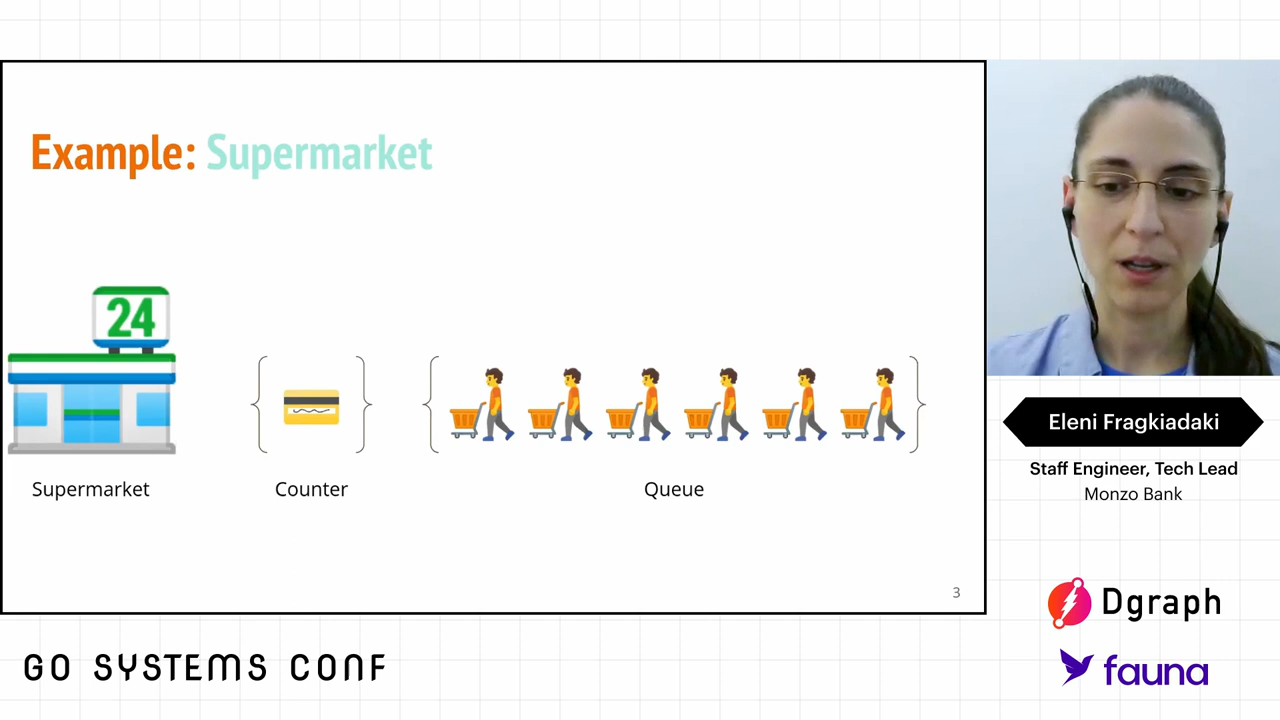 Example: Supermarket
24
Supermarket
Counter
Queue
3
Eleni Fragkiadaki
Staff Engineer, Tech Lead
Monzo Bank
Dgraph
fauna
GO SYSTEMS CONF